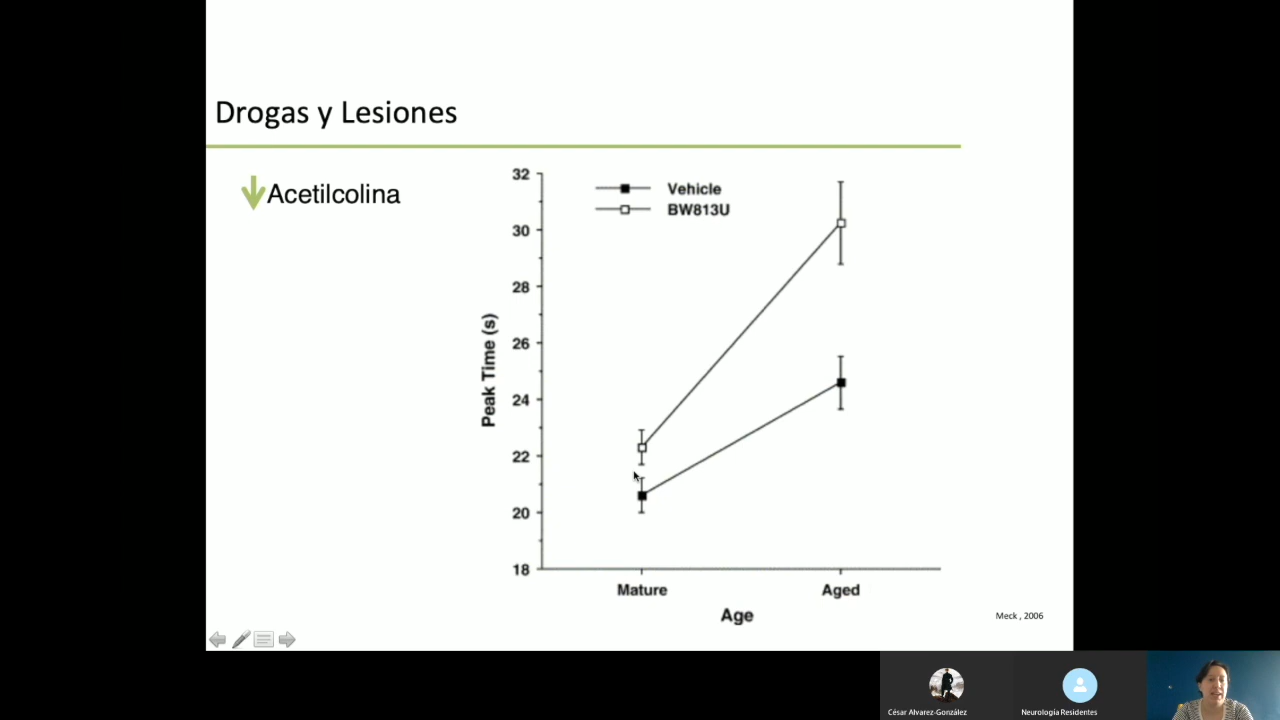 Drogas y Lesiones
Acetilcolina
Vehicle
BW813U
32
30
28
26
24
22
20
18
Peak Time (s)
Mature
Aged
Age
Meck , 2006
César Alvarez-González
Neurología Residentes